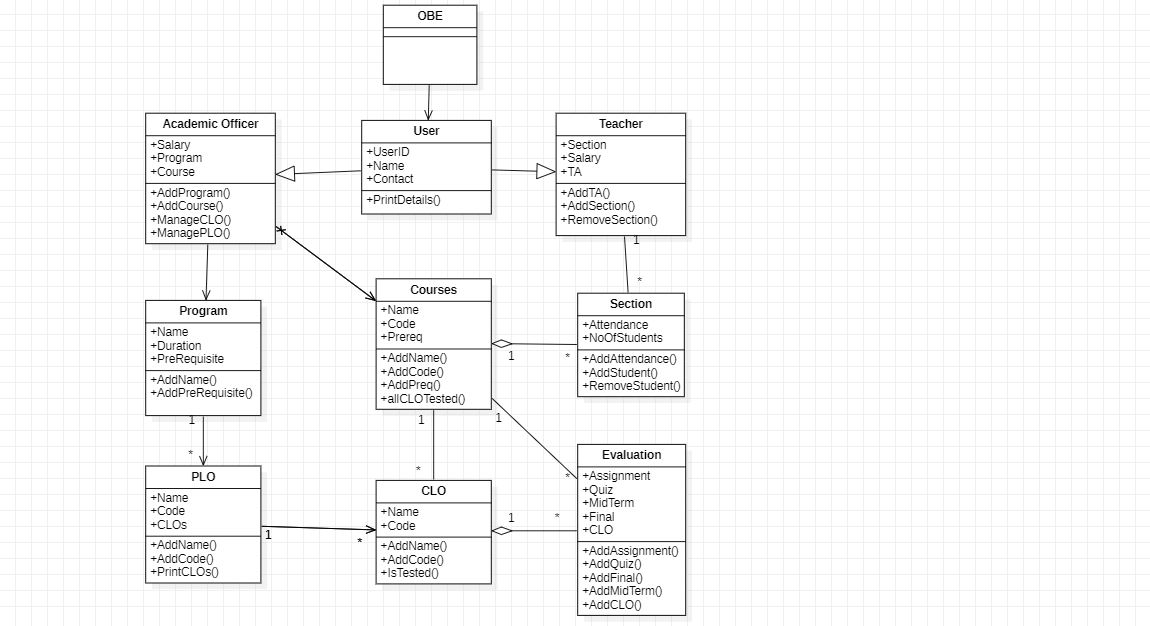 OBE
Academic Officer
+Salary
+Program
+Course
+AddProgram()
+AddCourse()
+ManageCLO()
+ManagePLO()
User
+UserID
+Name
+Contact
+PrintDetails()
Teacher
+Section
+Salary
+TA
+AddTA()
+AddSection()
+RemoveSection()
*
1
*
Program
+Name
+Duration
+PreRequisite
+AddName()
+AddPreRequisite()
1
*
Courses
+Name
+Code
+Prereq
+AddName()
+AddCode()
+AddPreq()
+allCLOTested()
1
*
1
*
1
*
Section
+Attendance
+NoOfStudents
+AddAttendance()
+AddStudent()
+RemoveStudent()
PLO
+Name
+Code
+CLOs
+AddName()
+AddCode()
+PrintCLOs()
1
*
CLO
+Name
+Code
+AddName()
+AddCode()
+IsTested()
1
*
Evaluation
+Assignment
+Quiz
+MidTerm
+Final
+CLO
+AddAssignment()
+AddQuiz()
+AddFinal()
+AddMidTerm()
+AddCLO()